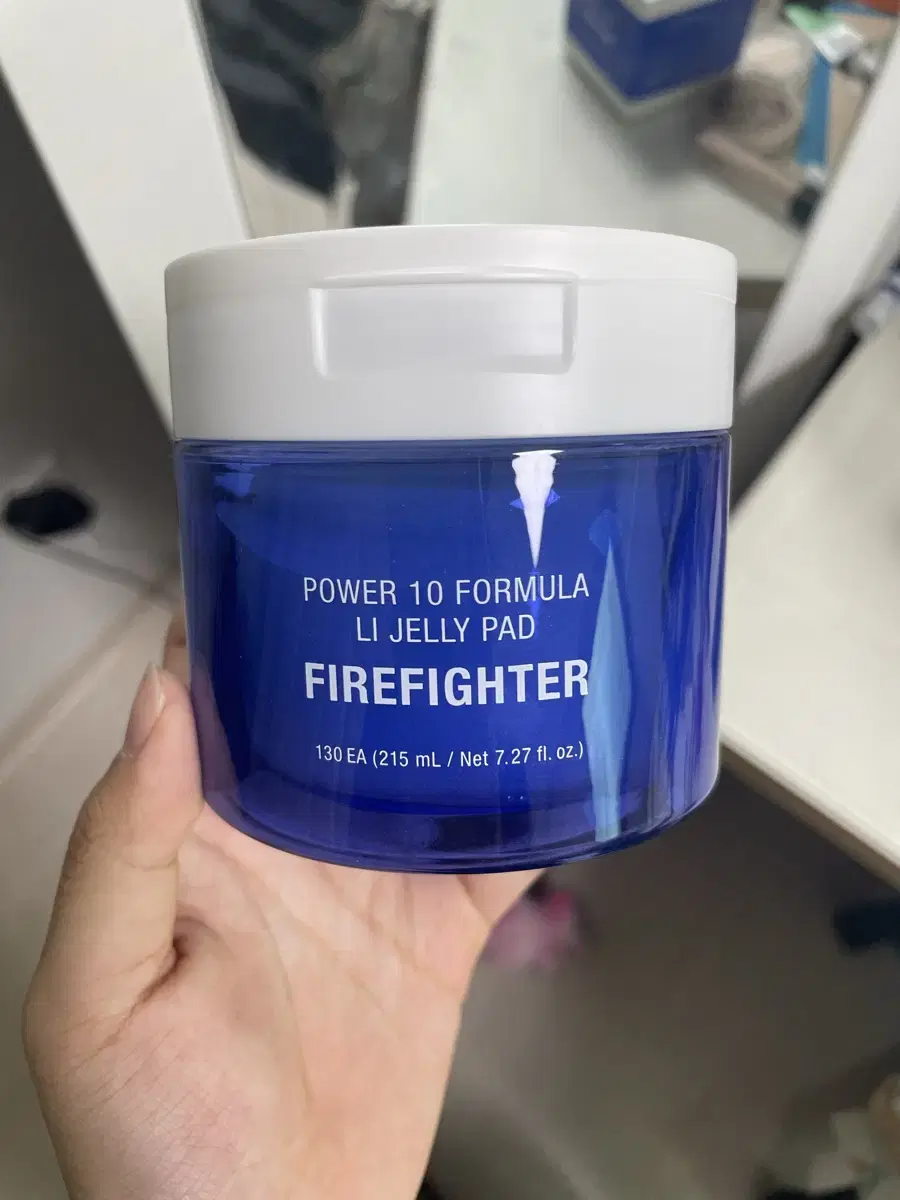 POWER 10 FORMULA
LI JELLY PAD
FIREFIGHTER
130 EA (215 mL / Net 7.27 fl. oz.)